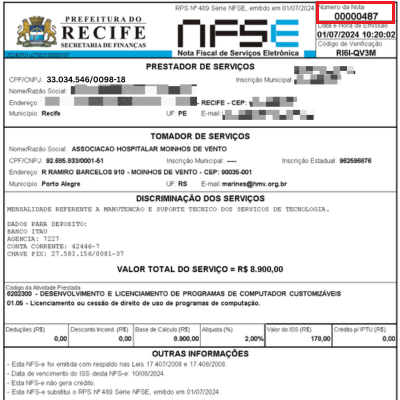 RPS Nº 489 Série NFSE, emitido em 01/07/2024
Número da Nota
00000487
PREFEITURA DO
RECIFE
SECRETARIA DE FINANÇAS
NFSE
Nota Fiscal de Serviços Eletrônica
Data e Hora de Emissão
01/07/2024 10:20:02
Código de Verificação
RI6I-QV3M
PRESTADOR DE SERVIÇOS
CPF/CNPJ: 33.034.546/0098-18 Inscrição Municipal:
Nome/Razão Social:
Endereço: - RECIFE - CEP:
Município: Recife UF: PE E-mail:
TOMADOR DE SERVIÇOS
Nome/Razão Social: ASSOCIACAO HOSPITALAR MOINHOS DE VENTO
CPF/CNPJ: 92.685.833/0001-51 Inscrição Municipal: ---- Inscrição Estadual: 962596876
Endereço: R RAMIRO BARCELOS 910 - MOINHOS DE VENTO - CEP: 90035-001
Município: Porto Alegre UF: RS E-mail: marines@hmv.org.br
DISCRIMINAÇÃO DOS SERVIÇOS
MENSALIDADE REFERENTE A MANUTENCAO E SUPORTE TECNICO DOS SERVICOS DE TECNOLOGIA.
DADOS PARA DEPOSITO:
BANCO ITAU
AGENCIA: 7227
CONTA CORRENTE: 42446-7
CHAVE PIX: 27.583.156/0001-07
VALOR TOTAL DO SERVIÇO = R$ 8.900,00
Código da Atividade Prestada
6202300 - DESENVOLVIMENTO E LICENCIAMENTO DE PROGRAMAS DE COMPUTADOR CUSTOMIZÁVEIS
01.05 - Licenciamento ou cessão de direito de uso de programas de computação.
Deduções (R$) Desconto Incond (R$) Base de Cálculo (R$) Alíquota (%) Valor do ISS (R$) Crédito p/ IPTU (R$)
0,00 0,00 8.900,00 2,00% 178,00 0,00
OUTRAS INFORMAÇÕES
- Esta NFS-e foi emitida com respaldo nas Leis 17.407/2008 e 17.408/2008.
- Data de vencimento do ISS desta NFS-e: 10/08/2024.
- Esta NFS-e não gera crédito.
- Esta NFS-e substitui o RPS Nº 489 Série NFSE, emitido em 01/07/2024.